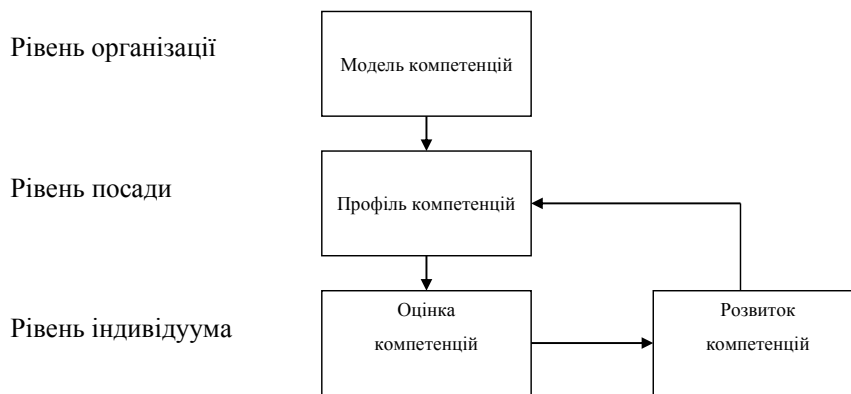 Рівень організації
Модель компетенцій
Рівень посади
Профіль компетенцій
Рівень індивідуума
Оцінка
компетенцій
Розвиток
компетенцій